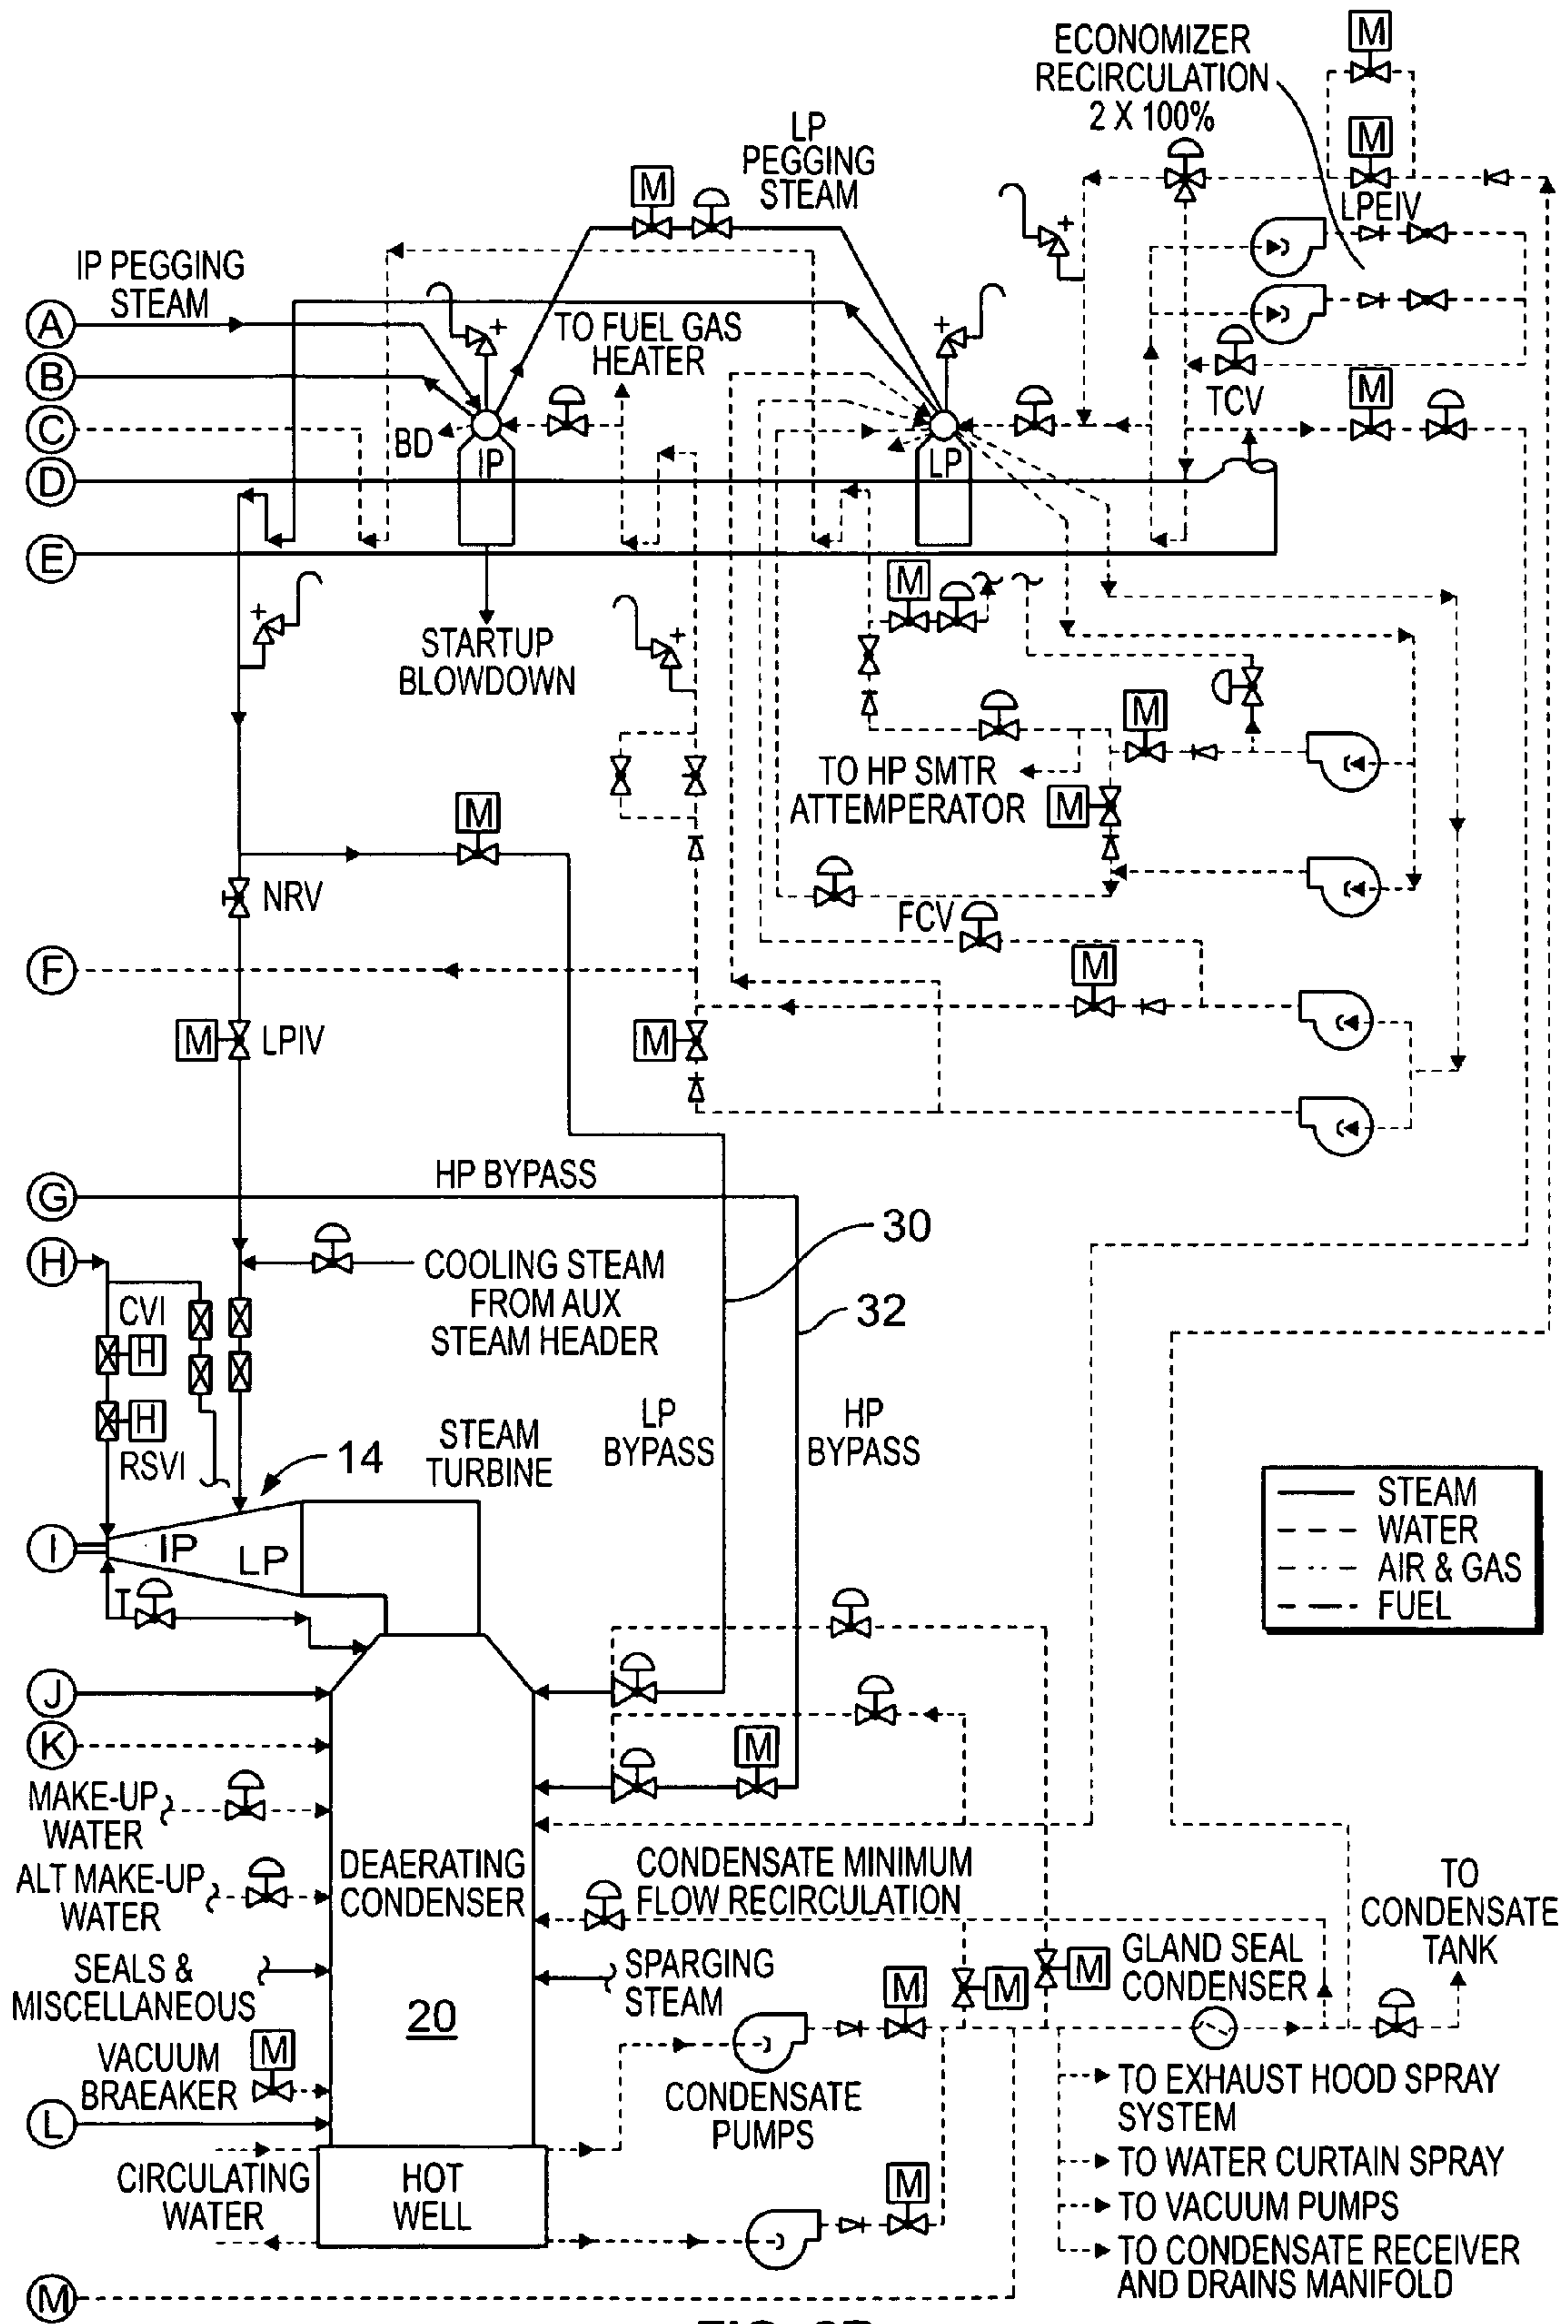 M
ECONOMIZER
RECIRCULATION
2 X 100%
LP
PEGGING
STEAM
M
M
LPEIV
IP PEGGING
STEAM
A
TO FUEL GAS
HEATER
B
TCV
M
C
BD
IP
LP
D
E
M
STARTUP
BLOWDOWN
M
TO HP SMTR
ATTEMPERATOR
M
M
NRV
FCV
F
M
M
LPIV
M
HP BYPASS
G
30
H
COOLING STEAM
FROM AUX
STEAM HEADER
CVI
H
32
H
RSVI
14
STEAM
TURBINE
LP
BYPASS
HP
BYPASS
STEAM
WATER
AIR & GAS
FUEL
I
IP
LP
T
J
K
M
MAKE-UP
WATER
ALT MAKE-UP
WATER
DEAERATING
CONDENSER
CONDENSATE MINIMUM
FLOW RECIRCULATION
TO
CONDENSATE
TANK
SEALS &
MISCELLANEOUS
20
SPARGING
STEAM
M
M
M
GLAND SEAL
CONDENSER
VACUUM
BRAEAKER
M
CONDENSATE
PUMPS
TO EXHAUST HOOD SPRAY
SYSTEM
L
CIRCULATING
WATER
HOT
WELL
M
TO WATER CURTAIN SPRAY
TO VACUUM PUMPS
TO CONDENSATE RECEIVER
AND DRAINS MANIFOLD
M